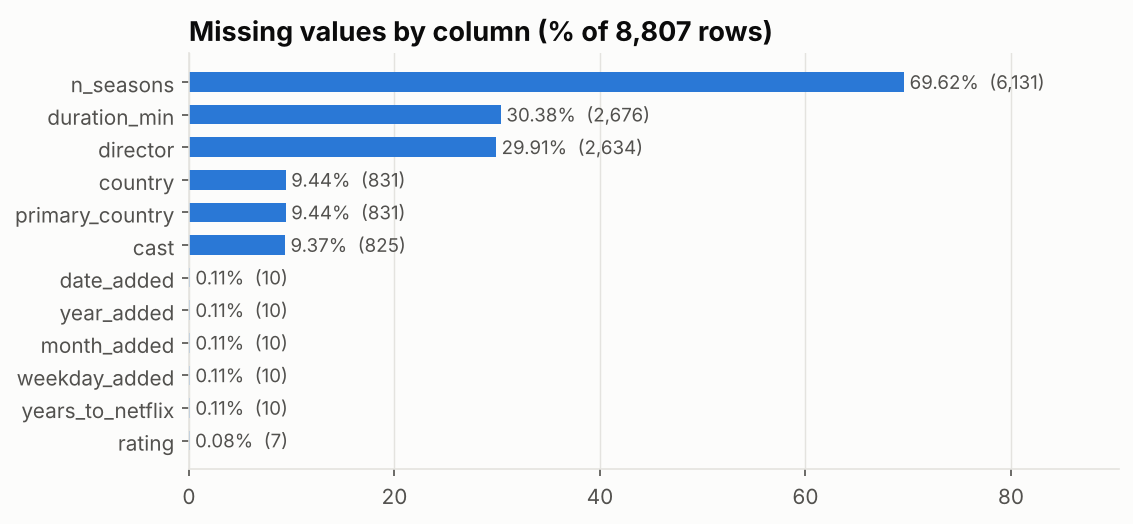 Missing values by column (% of 8,807 rows)
n_seasons 69.62% (6,131)
duration_min 30.38% (2,676)
director 29.91% (2,634)
country 9.44% (831)
primary_country 9.44% (831)
cast 9.37% (825)
date_added 0.11% (10)
year_added 0.11% (10)
month_added 0.11% (10)
weekday_added 0.11% (10)
years_to_netflix 0.11% (10)
rating 0.08% (7)
0 20 40 60 80